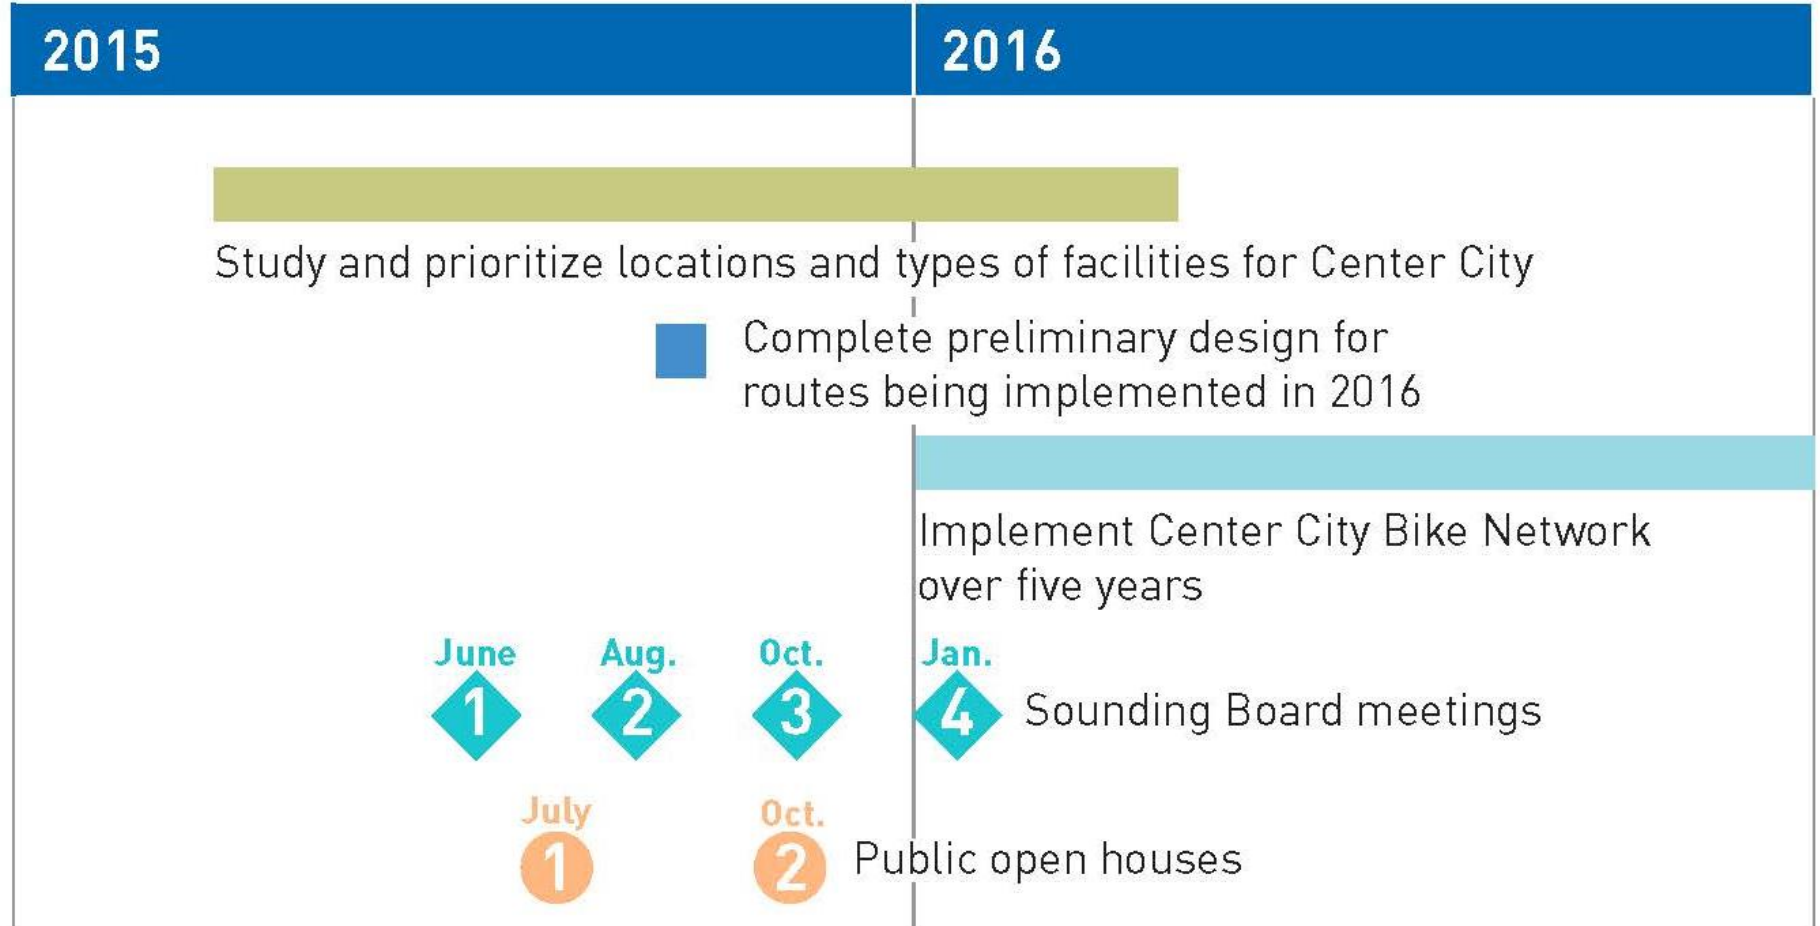 2015
2016
Study and prioritize locations and types of facilities for Center City
Complete preliminary design for
routes being implemented in 2016
Implement Center City Bike Network
over five years
June
Aug.
Oct.
Jan.
1
2
3
4
Sounding Board meetings
July
Oct.
1
2
Public open houses